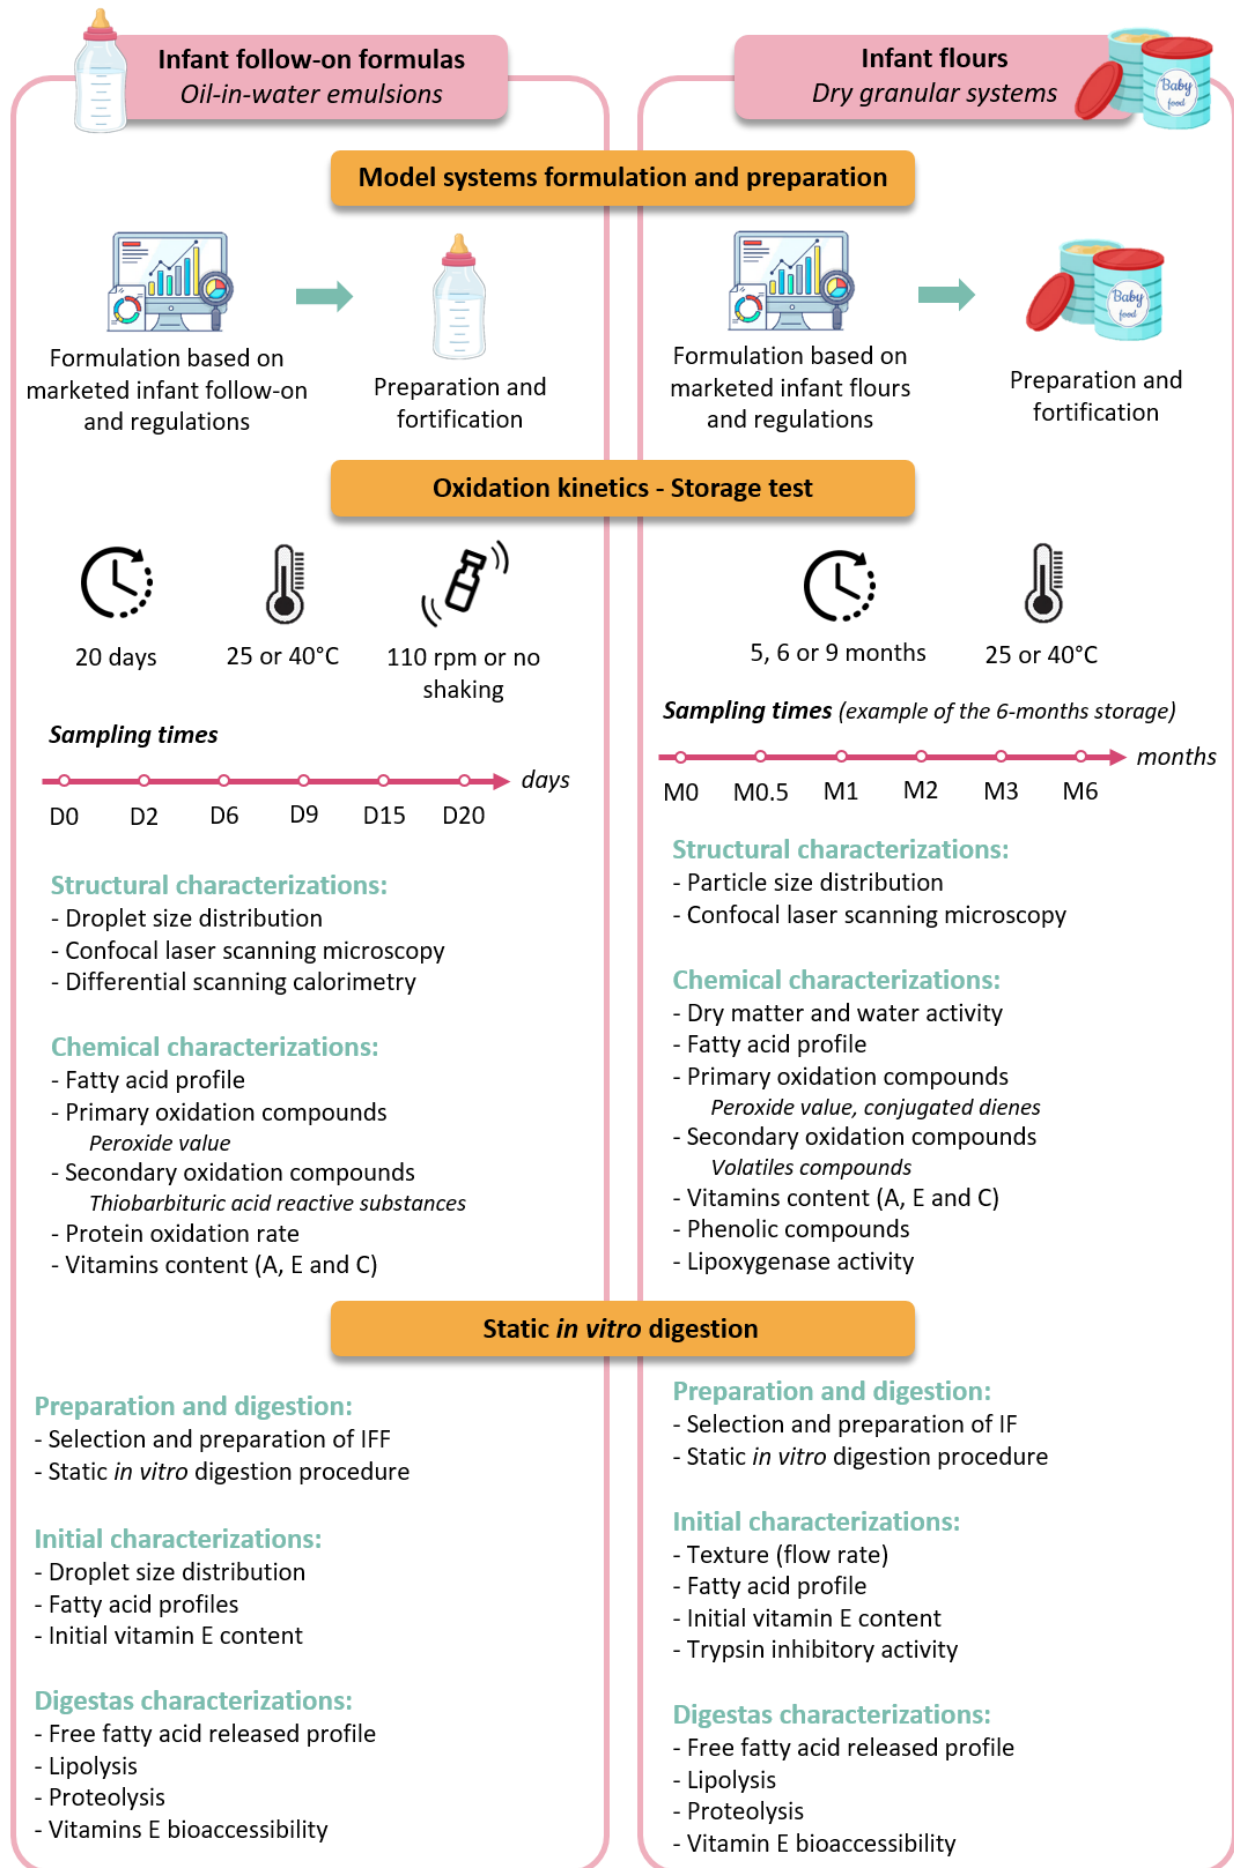 Infant follow-on formulas
Oil-in-water emulsions
Infant flours
Dry granular systems
Baby
food
Model systems formulation and preparation
Formulation based on
marketed infant follow-on
and regulations
Preparation and
fortification
Formulation based on
marketed infant flours
and regulations
Baby
food
Preparation and
fortification
Oxidation kinetics - Storage test
20 days
25 or 40°C
110 rpm or no
shaking
Sampling times
days
D0 D2 D6 D9 D15 D20
Structural characterizations:
- Droplet size distribution
- Confocal laser scanning microscopy
- Differential scanning calorimetry
Chemical characterizations:
- Fatty acid profile
- Primary oxidation compounds
Peroxide value
- Secondary oxidation compounds
Thiobarbituric acid reactive substances
- Protein oxidation rate
- Vitamins content (A, E and C)
5, 6 or 9 months
25 or 40°C
Sampling times (example of the 6-months storage)
months
M0 M0.5 M1 M2 M3 M6
Structural characterizations:
- Particle size distribution
- Confocal laser scanning microscopy
Chemical characterizations:
- Dry matter and water activity
- Fatty acid profile
- Primary oxidation compounds
Peroxide value, conjugated dienes
- Secondary oxidation compounds
Volatiles compounds
- Vitamins content (A, E and C)
- Phenolic compounds
- Lipoxygenase activity
Static in vitro digestion
Preparation and digestion:
- Selection and preparation of IFF
- Static in vitro digestion procedure
Initial characterizations:
- Droplet size distribution
- Fatty acid profiles
- Initial vitamin E content
Digestas characterizations:
- Free fatty acid released profile
- Lipolysis
- Proteolysis
- Vitamins E bioaccessibility
Preparation and digestion:
- Selection and preparation of IF
- Static in vitro digestion procedure
Initial characterizations:
- Texture (flow rate)
- Fatty acid profile
- Initial vitamin E content
- Trypsin inhibitory activity
Digestas characterizations:
- Free fatty acid released profile
- Lipolysis
- Proteolysis
- Vitamin E bioaccessibility